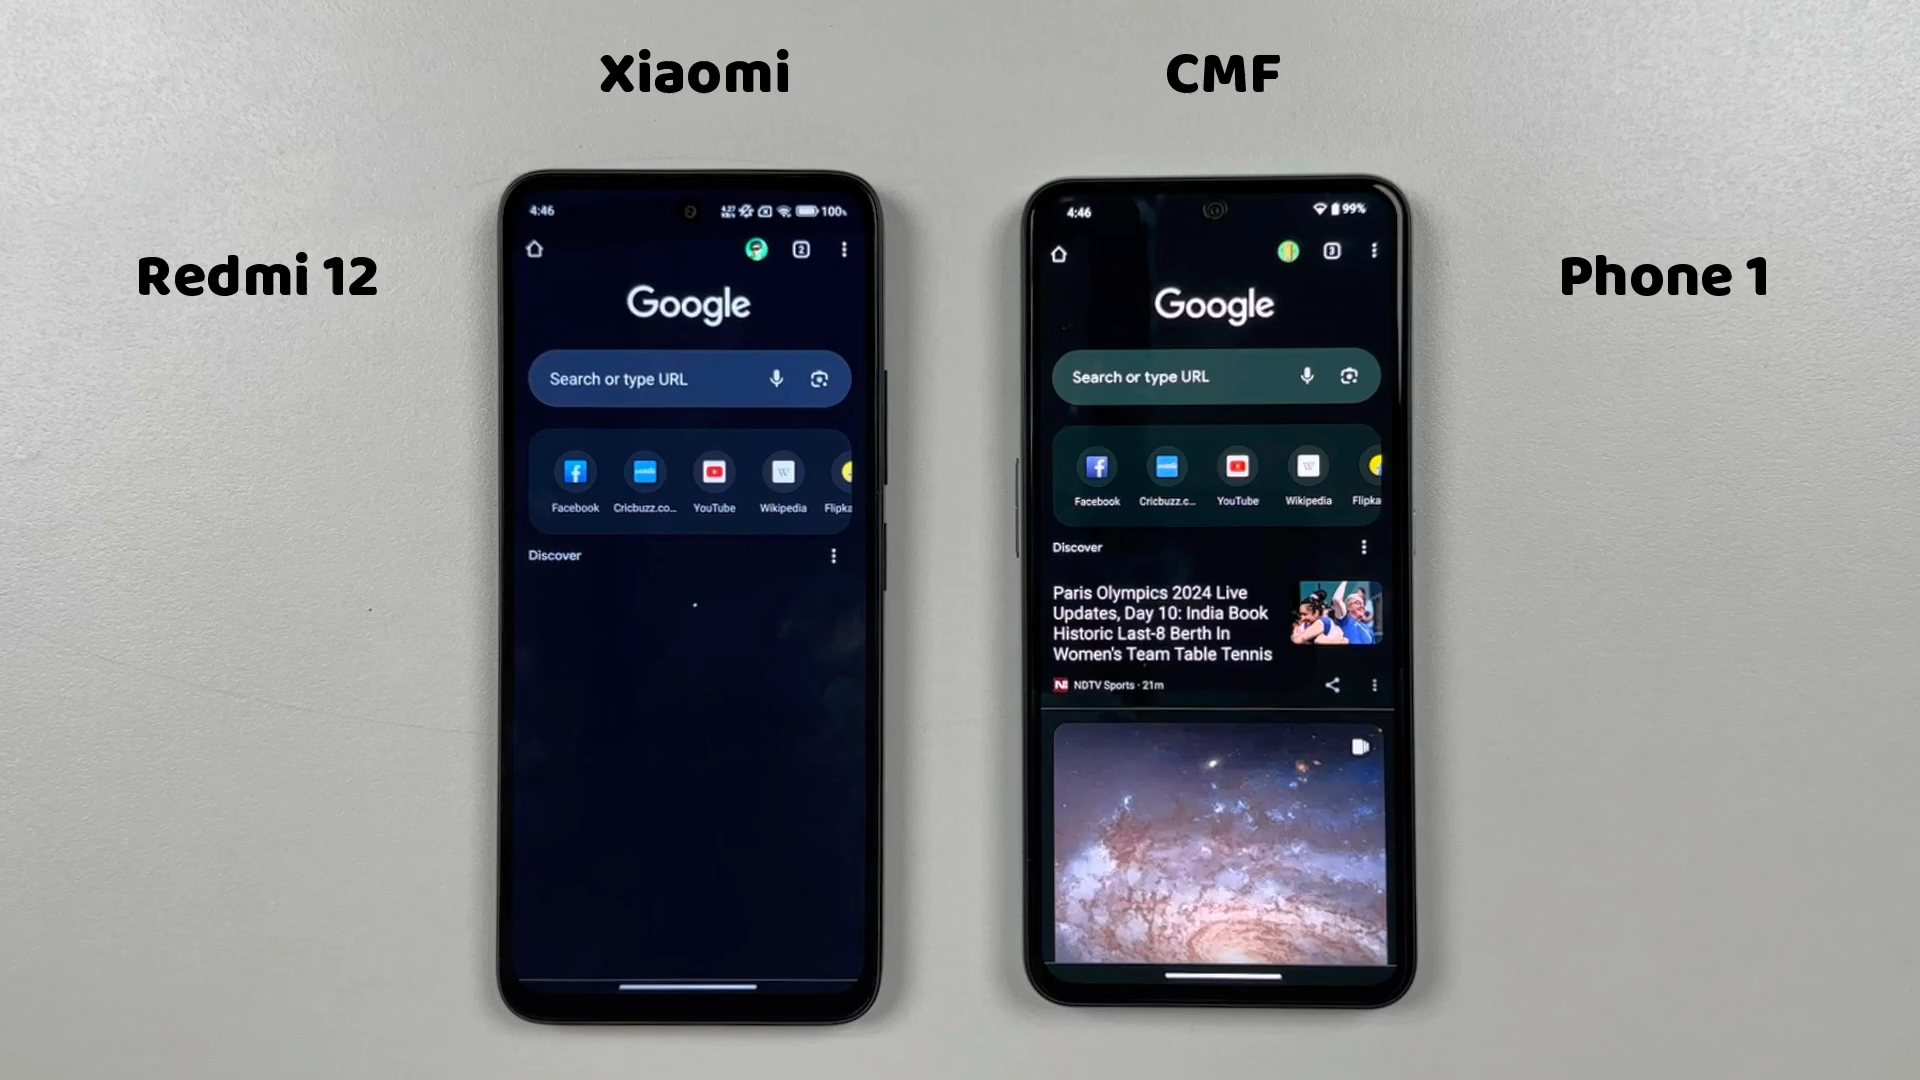 Xiaomi
CMF
Redmi 12
Phone 1
4:46
100%
2
Google
Search or type URL
Facebook
Cricbuzz.co...
YouTube
W
Wikipedia
Flipka
Discover
4:46
99%
3
Google
Search or type URL
Facebook
Cricbuzz.c...
YouTube
W
Wikipedia
Flipka
Discover
Paris Olympics 2024 Live
Updates, Day 10: India Book
Historic Last-8 Berth In
Women's Team Table Tennis
NDTV Sports · 21m